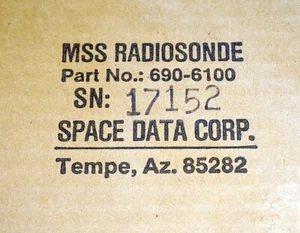 MSS RADIOSONDE
Part No.: 690-6100
SN: 17152
SPACE DATA CORP.
Tempe, Az. 85282